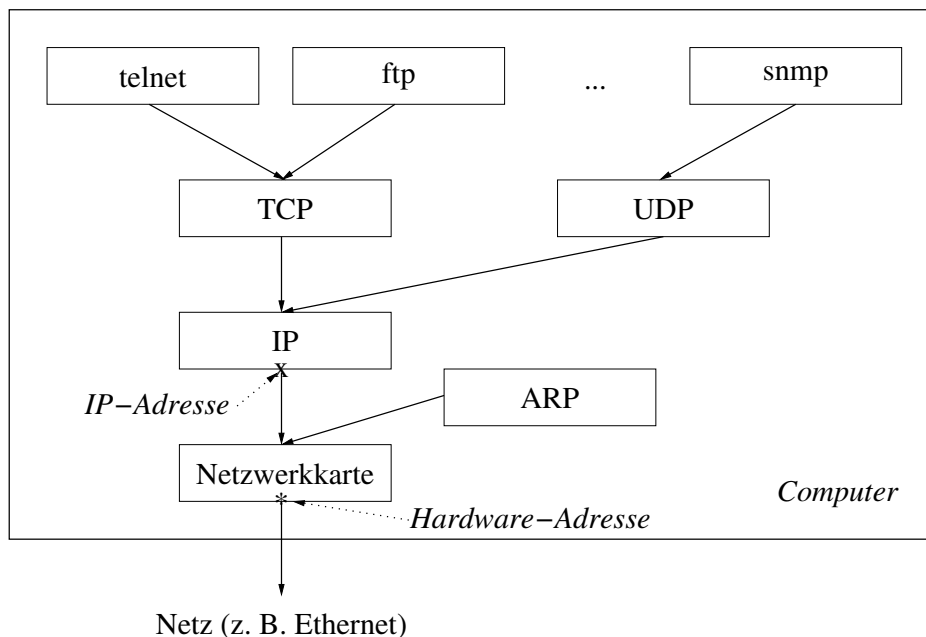 telnet
ftp
...
snmp
TCP
UDP
IP
x
IP−Adresse
ARP
Netzwerkkarte
*
Computer
Hardware−Adresse
Netz (z. B. Ethernet)